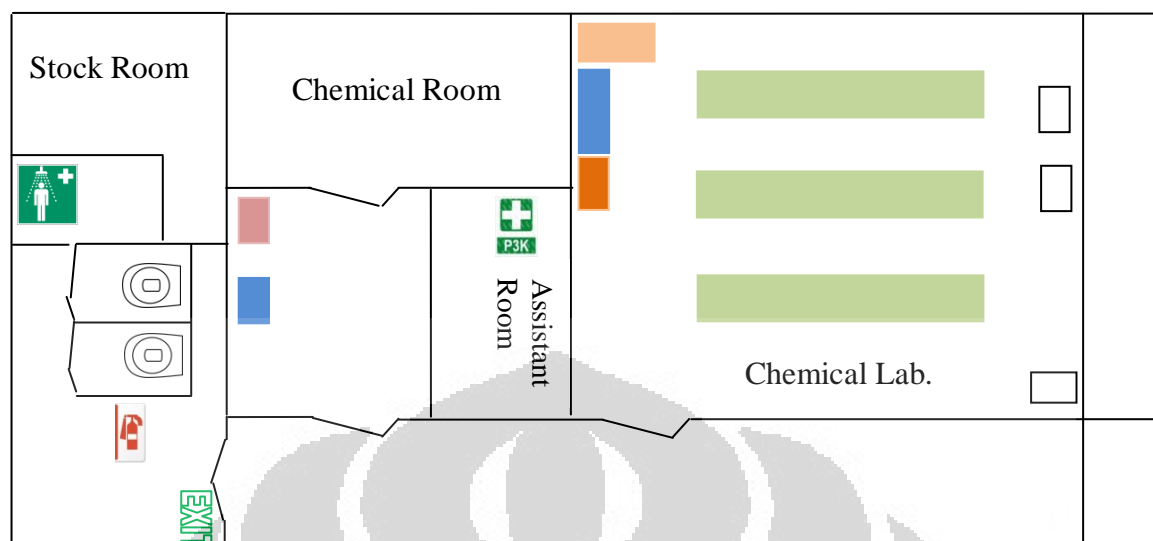 Stock Room
Chemical Room
P3K
Assistant
Room
Chemical Lab.
EXIT